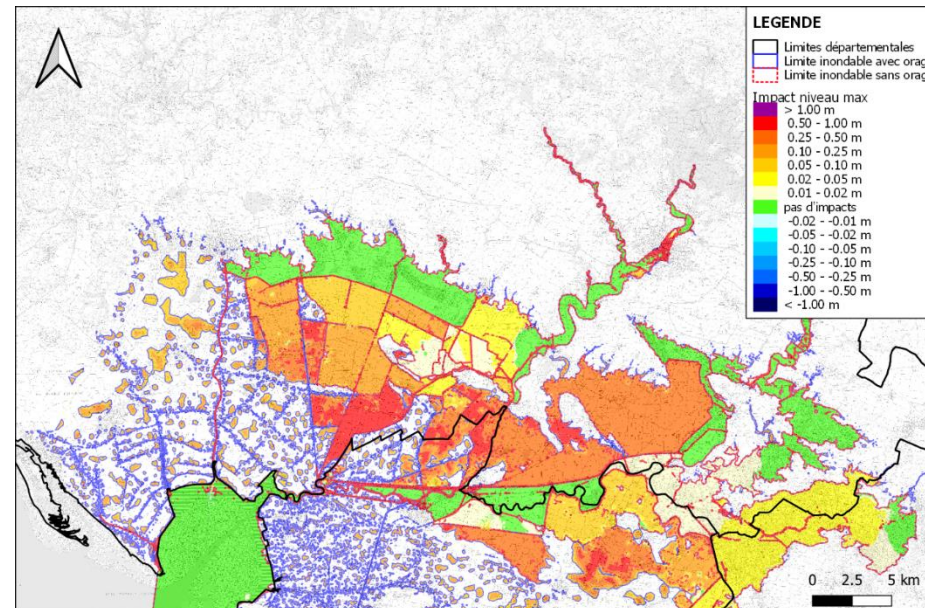 LEGENDE
Limites départementales
Limite inondable avec orag
Limite inondable sans orag
Impact niveau max
> 1.00 m
0.50 - 1.00 m
0.25 - 0.50 m
0.10 - 0.25 m
0.05 - 0.10 m
0.02 - 0.05 m
0.01 - 0.02 m
pas d'impacts
-0.02 - -0.01 m
-0.05 - -0.02 m
-0.10 - -0.05 m
-0.25 - -0.10 m
-0.50 - -0.25 m
-1.00 - -0.50 m
< -1.00 m
0 2.5 5 km